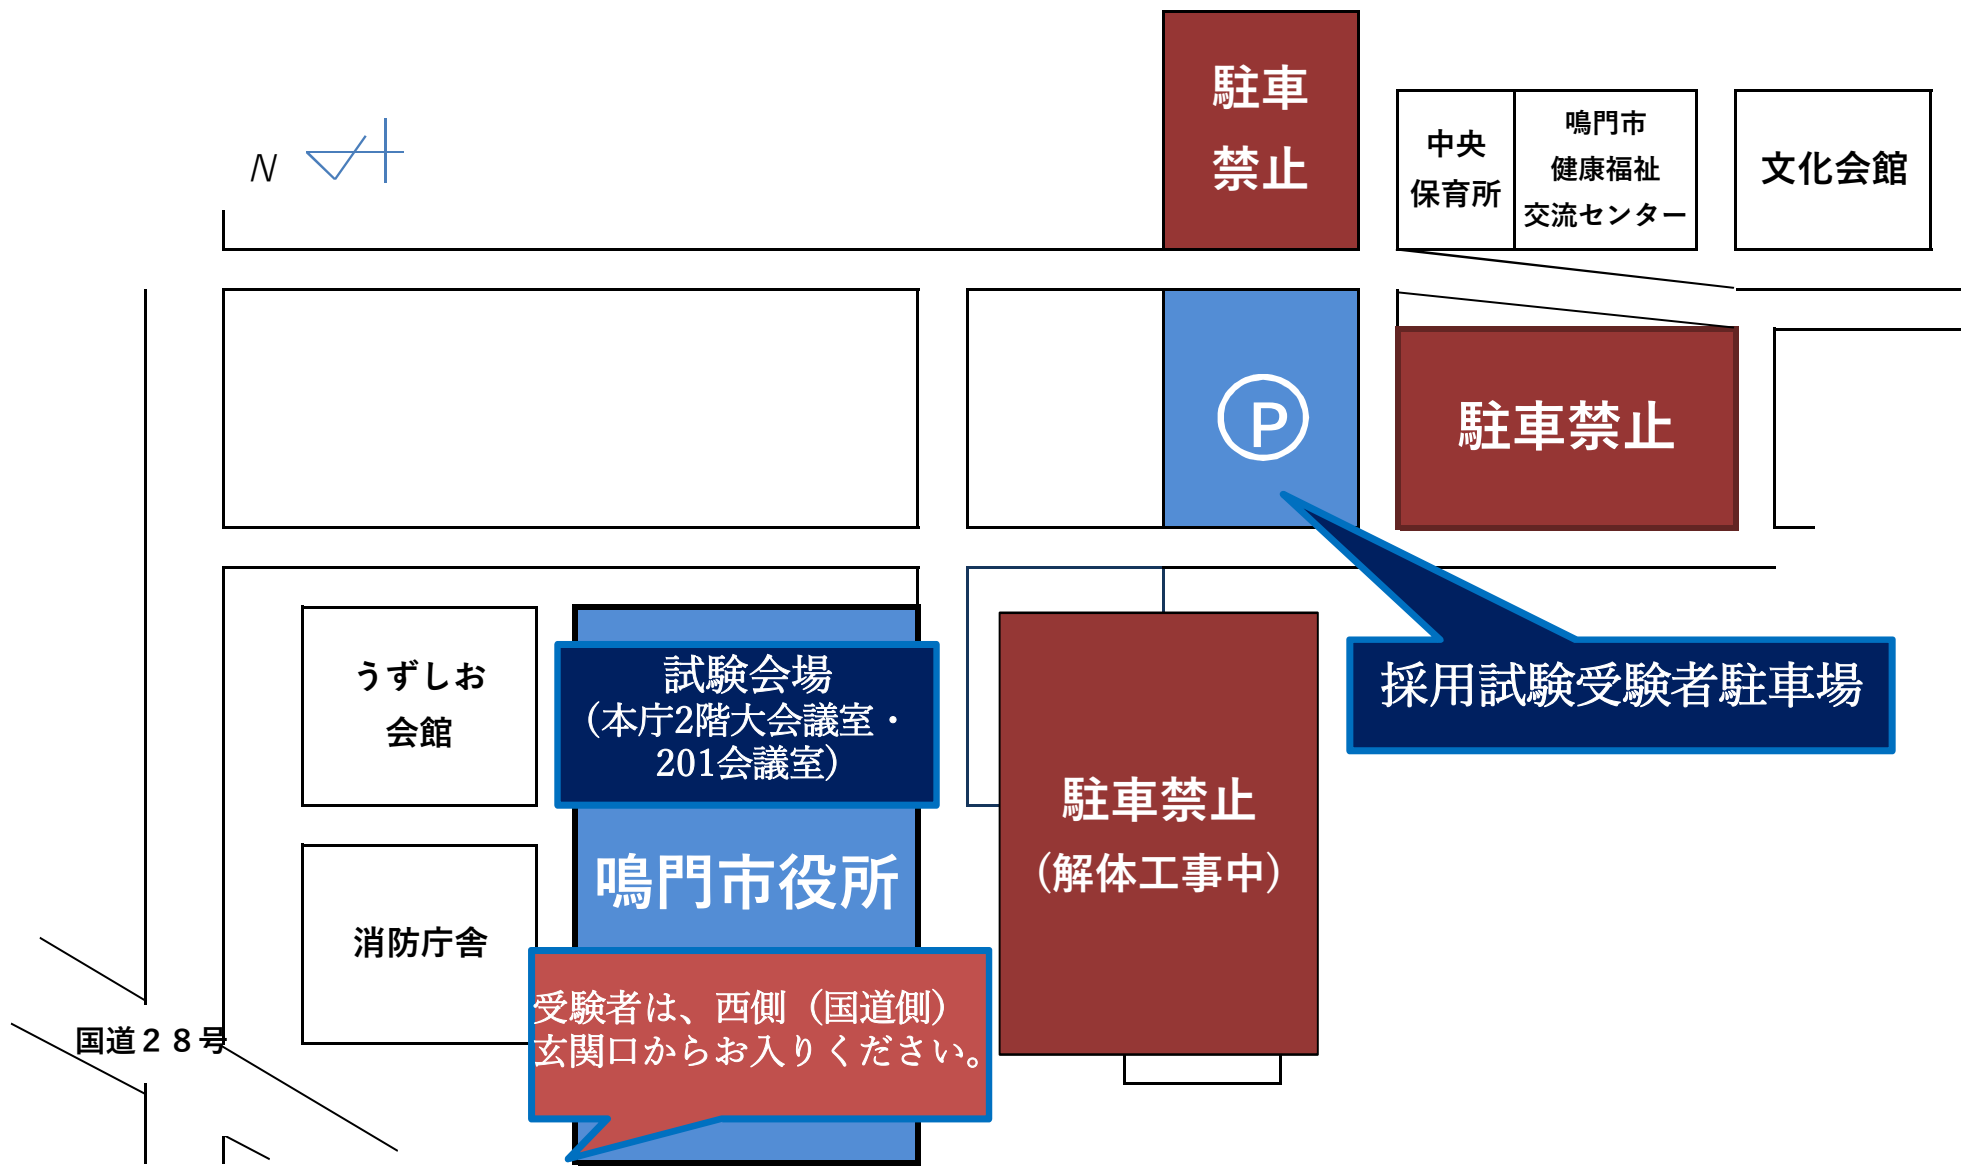 駐車
禁止
中央
保育所
鳴門市
健康福祉
交流センター
文化会館
N
P
駐車禁止
採用試験受験者駐車場
うずしお
会館
試験会場
（本庁2階大会議室・
201会議室）
駐車禁止
（解体工事中）
鳴門市役所
消防庁舎
受験者は、西側（国道側）
玄関口からお入りください。
国道２８号